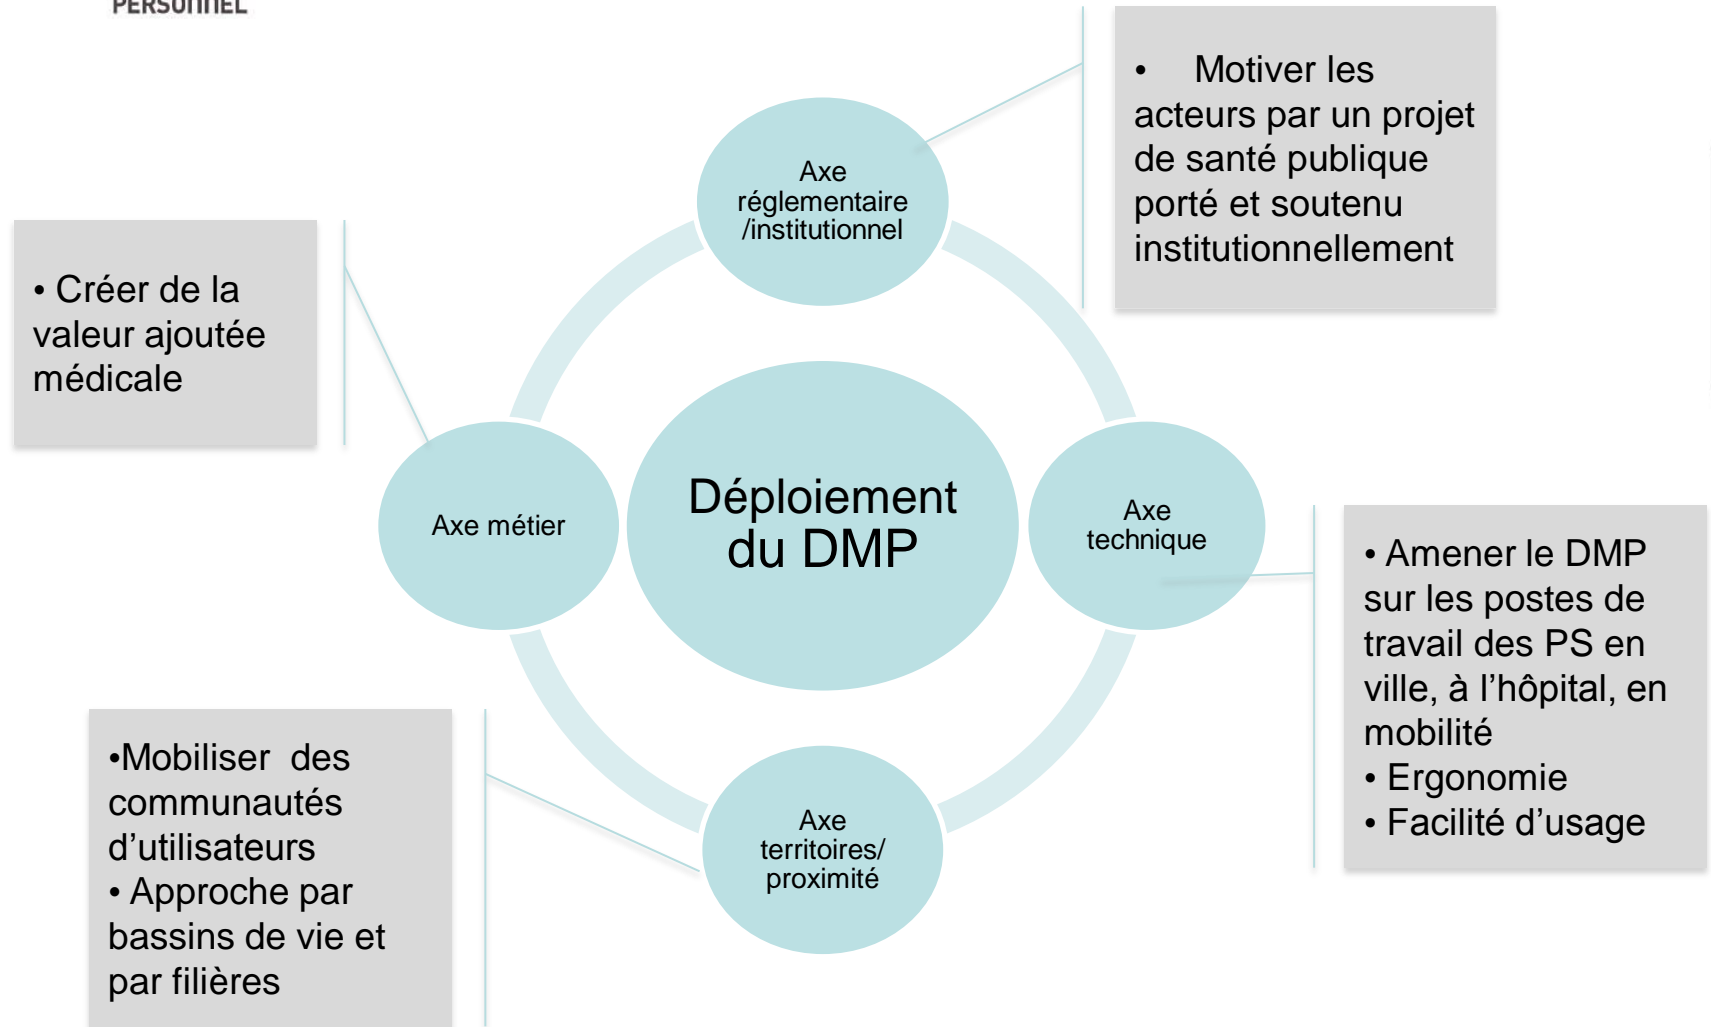 PERSONNEL
• Motiver les
acteurs par un projet
de santé publique
porté et soutenu
institutionnellement
Axe
réglementaire
/institutionnel
• Créer de la
valeur ajoutée
médicale
Axe métier
Déploiement
du DMP
Axe
technique
• Amener le DMP
sur les postes de
travail des PS en
ville, à l’hôpital, en
mobilité
• Ergonomie
• Facilité d’usage
•Mobiliser des
communautés
d’utilisateurs
• Approche par
bassins de vie et
par filières
Axe
territoires/
proximité